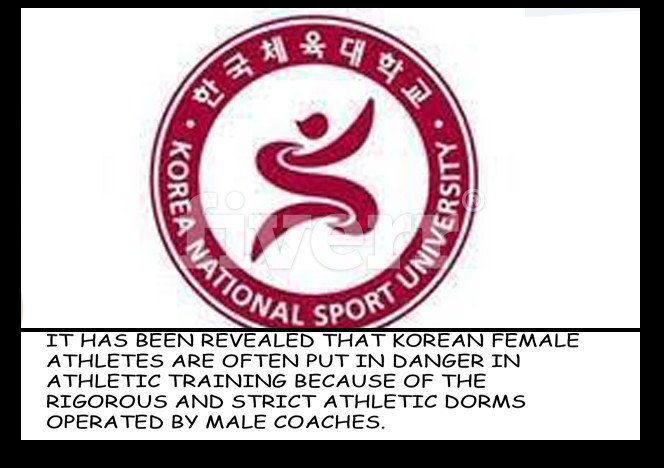 한국체육대학교
KOREA NATIONAL SPORT UNIVERSITY
fiverr®
IT HAS BEEN REVEALED THAT KOREAN FEMALE
ATHLETES ARE OFTEN PUT IN DANGER IN
ATHLETIC TRAINING BECAUSE OF THE
RIGOROUS AND STRICT ATHLETIC DORMS
OPERATED BY MALE COACHES.